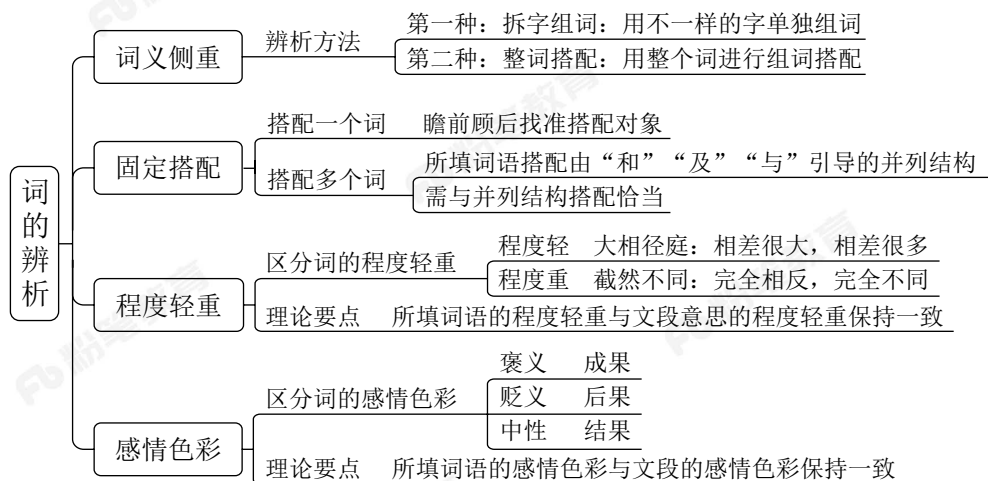 词的辨析
词义侧重
辨析方法
第一种：拆字组词：用不一样的字单独组词
第二种：整词搭配：用整个词进行组词搭配
固定搭配
搭配一个词 瞻前顾后找准搭配对象
搭配多个词
所填词语搭配由“和”“及”“与”引导的并列结构
需与并列结构搭配恰当
程度轻重
区分词的程度轻重
程度轻 大相径庭：相差很大，相差很多
程度重 截然不同：完全相反，完全不同
理论要点 所填词语的程度轻重与文段意思的程度轻重保持一致
感情色彩
区分词的感情色彩
褒义 成果
贬义 后果
中性 结果
理论要点 所填词语的感情色彩与文段的感情色彩保持一致